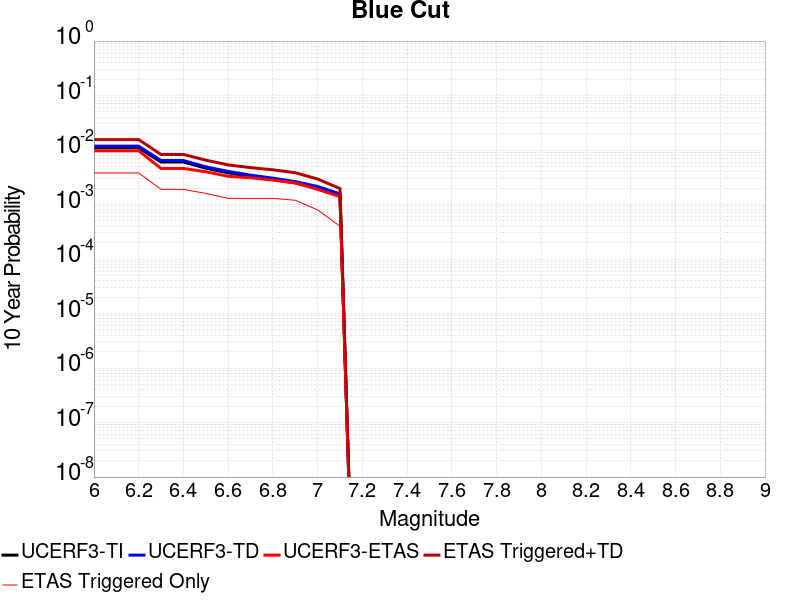 Blue Cut
10^0
10^-1
10^-2
10^-3
10^-4
10^-5
10^-6
10^-7
10^-8
10 Year Probability
6 6.2 6.4 6.6 6.8 7 7.2 7.4 7.6 7.8 8 8.2 8.4 8.6 8.8 9
Magnitude
UCERF3-TI UCERF3-TD UCERF3-ETAS ETAS Triggered+TD
ETAS Triggered Only